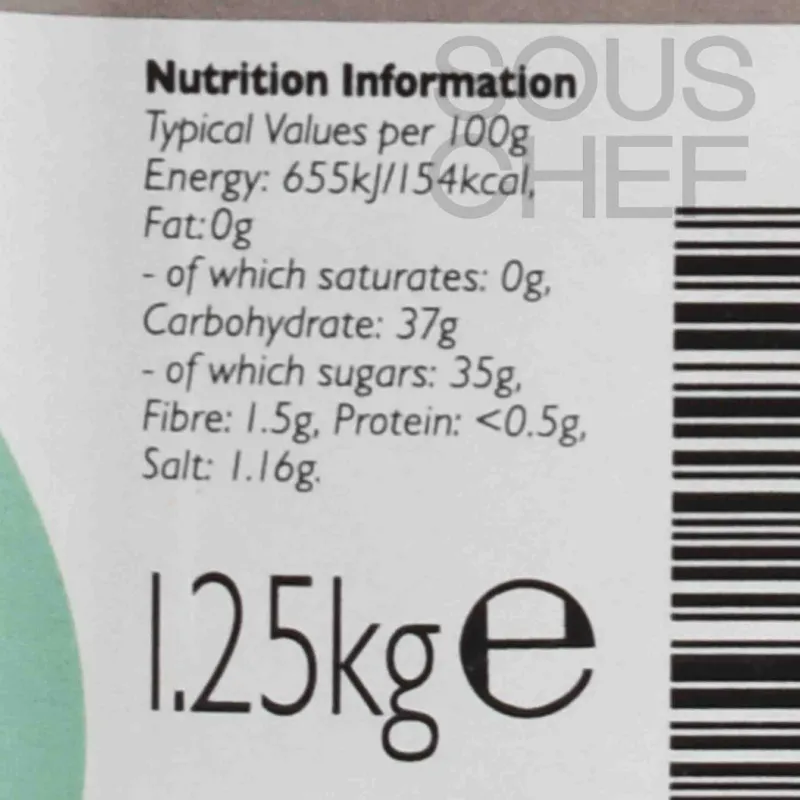 SOUS
CHEF
Nutrition Information
Typical Values per 100g
Energy: 655kJ/154kcal,
Fat:0g
- of which saturates: 0g,
Carbohydrate: 37g
- of which sugars: 35g,
Fibre: 1.5g, Protein: <0.5g,
Salt: 1.16g.
1.25kg e